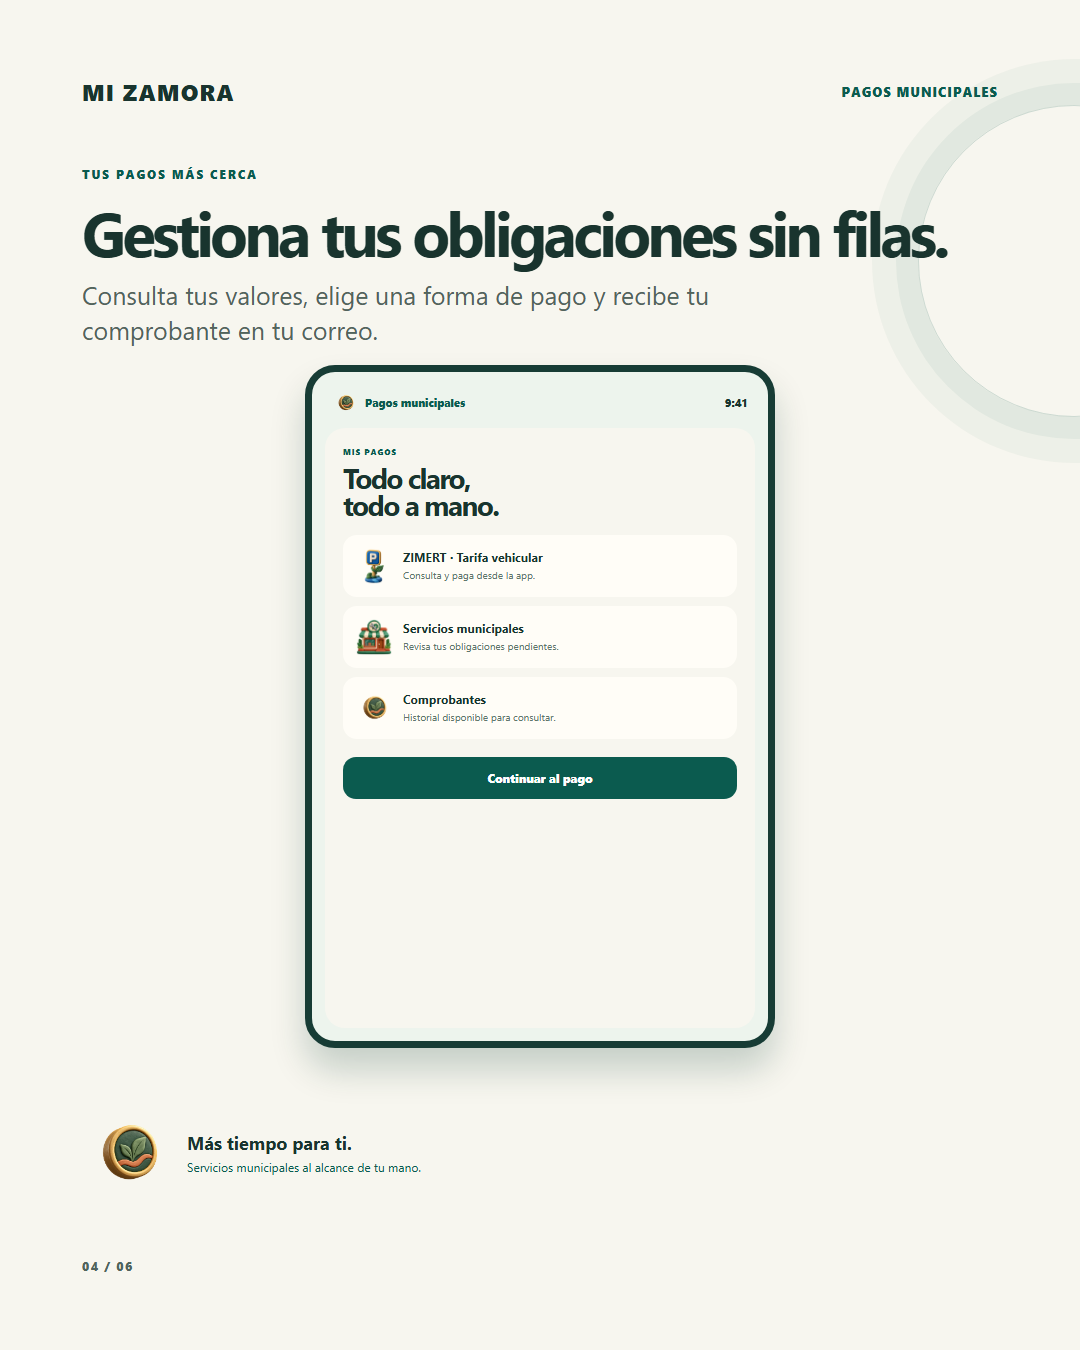 MI ZAMORA
PAGOS MUNICIPALES
TUS PAGOS MÁS CERCA
Gestiona tus obligaciones sin filas.
Consulta tus valores, elige una forma de pago y recibe tu
comprobante en tu correo.
Pagos municipales
9:41
MIS PAGOS
Todo claro,
todo a mano.
P
ZIMERT · Tarifa vehicular
Consulta y paga desde la app.
Servicios municipales
Revisa tus obligaciones pendientes.
Comprobantes
Historial disponible para consultar.
Continuar al pago
Más tiempo para ti.
Servicios municipales al alcance de tu mano.
04 / 06